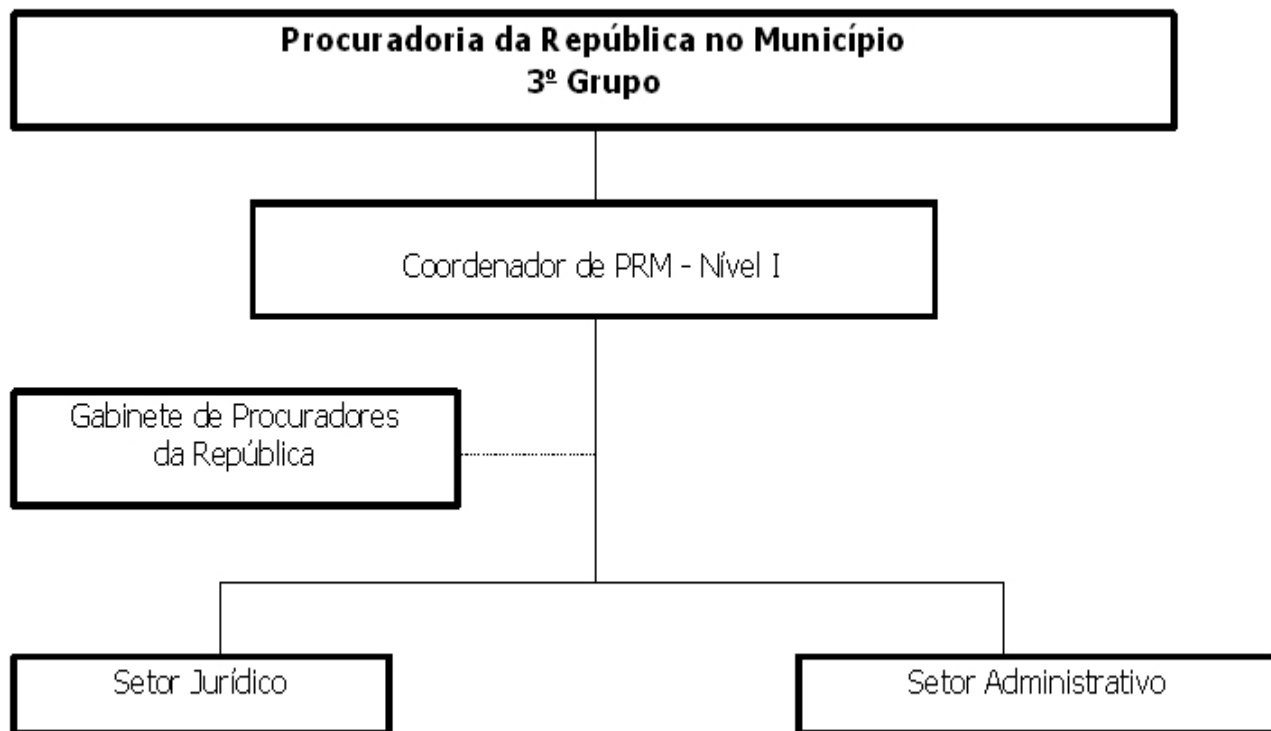 Procuradoria da República no Município
3º Grupo
Coordenador de PRM - Nível I
Gabinete de Procuradores
da República
Setor Jurídico
Setor Administrativo